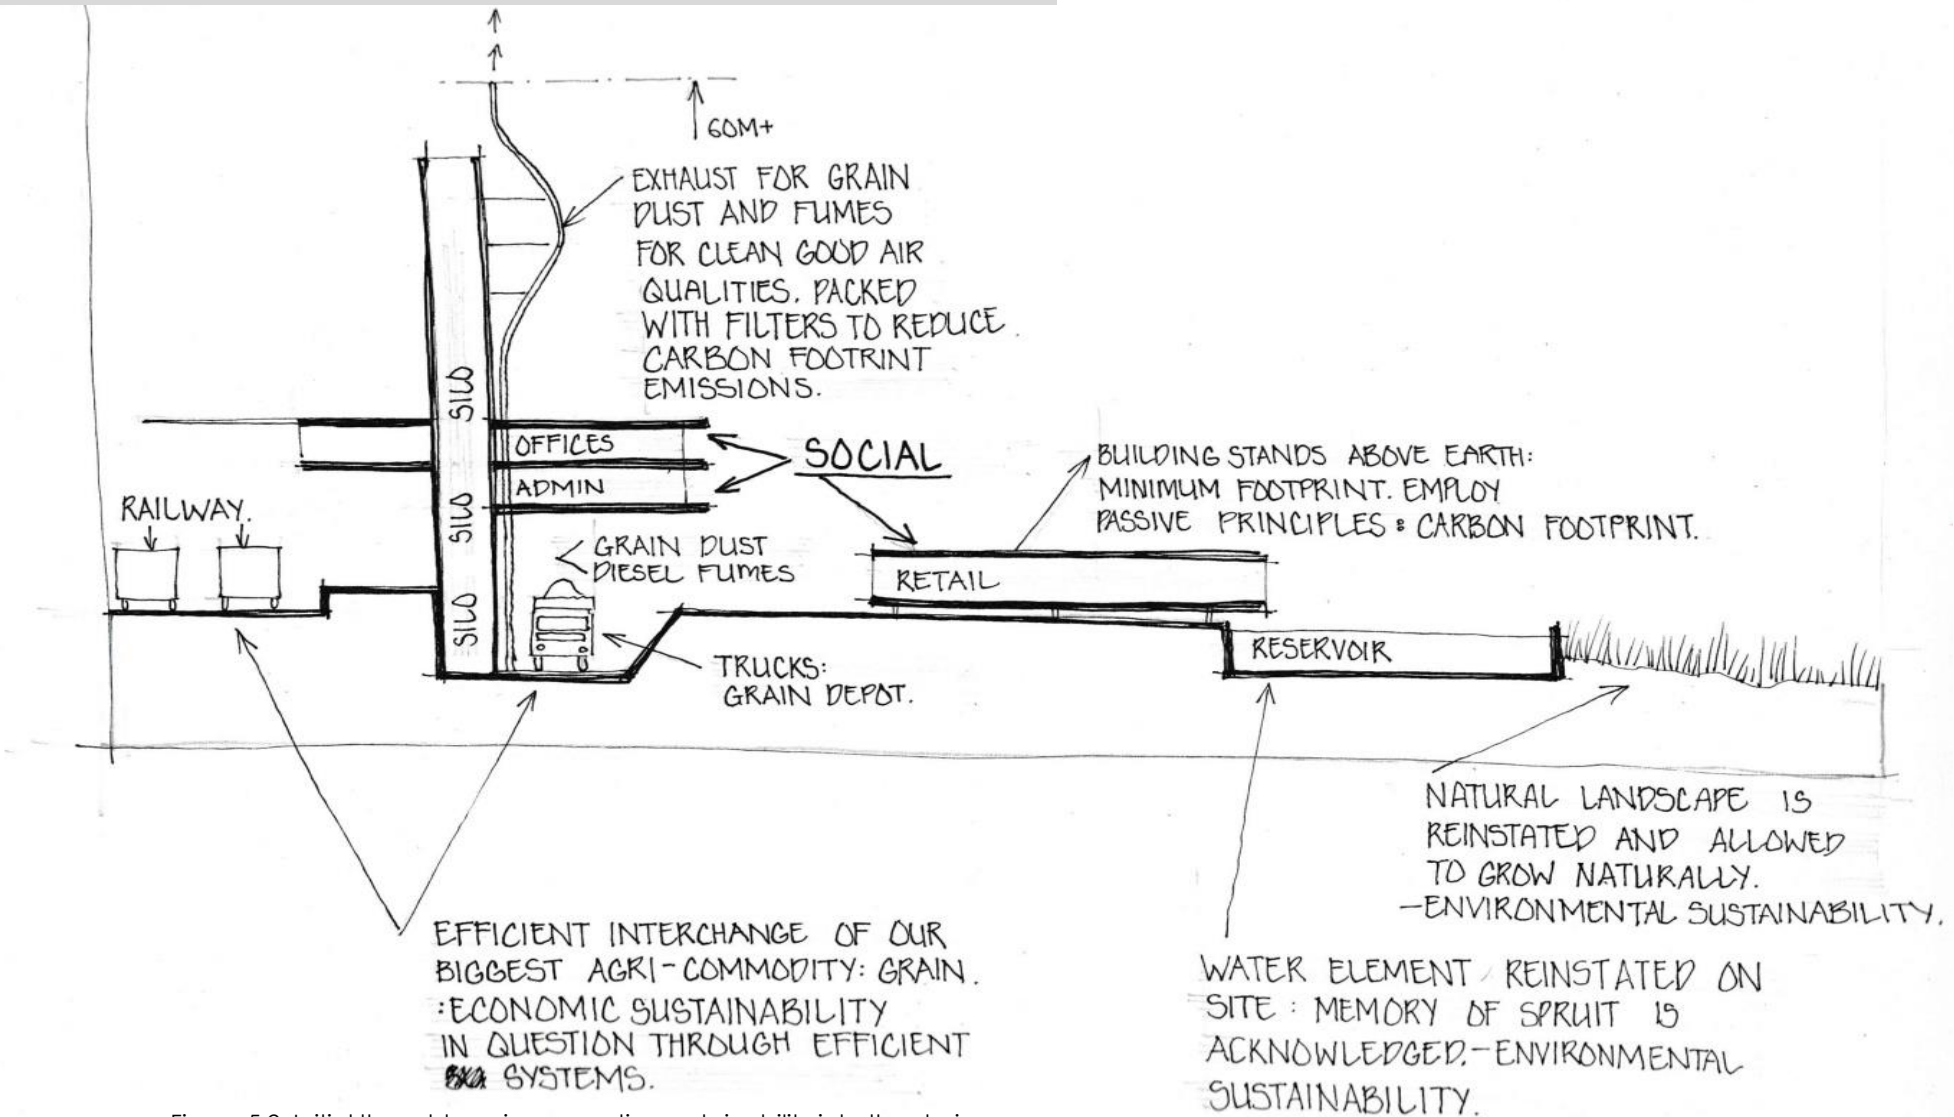 60M+
EXHAUST FOR GRAIN
DUST AND FUMES
FOR CLEAN GOOD AIR
QUALITIES. PACKED
WITH FILTERS TO REDUCE
CARBON FOOTRINT
EMISSIONS.
SILO
SILO
SILO
OFFICES
ADMIN
SOCIAL
BUILDING STANDS ABOVE EARTH:
MINIMUM FOOTPRINT. EMPLOY
PASSIVE PRINCIPLES & CARBON FOOTPRINT.
RAILWAY.
GRAIN DUST
DIESEL FUMES
RETAIL
RESERVOIR
TRUCKS:
GRAIN DEPOT.
NATURAL LANDSCAPE IS
REINSTATED AND ALLOWED
TO GROW NATURALLY.
-ENVIRONMENTAL SUSTAINABILITY.
EFFICIENT INTERCHANGE OF OUR
BIGGEST AGRI-COMMODITY: GRAIN.
:ECONOMIC SUSTAINABILITY
IN QUESTION THROUGH EFFICIENT
SYSTEMS.
WATER ELEMENT REINSTATED ON
SITE: MEMORY OF SPRUIT IS
ACKNOWLEDGED.-ENVIRONMENTAL
SUSTAINABILITY.